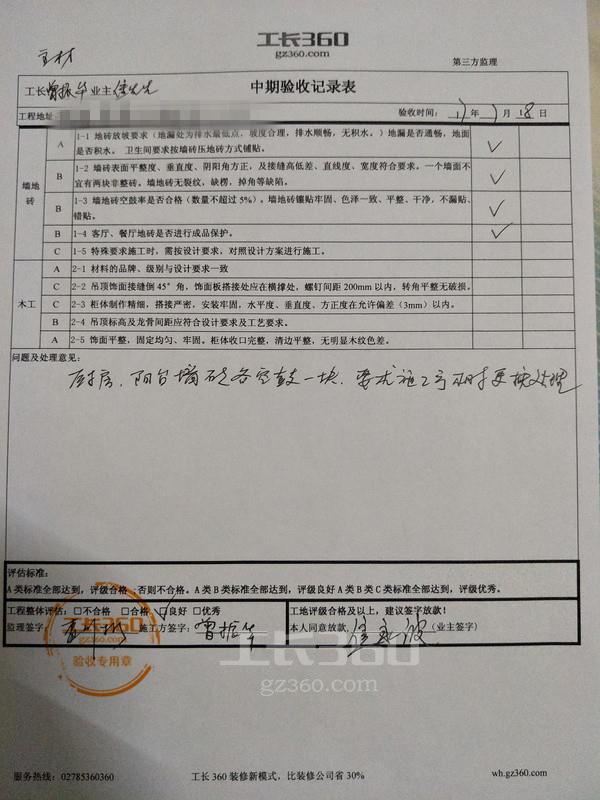 工长360
gz360.com
第三方监理
工长 曾振华 业主
中期验收记录表
工程地址:
验收时间: 年 月 18 日
墙地砖
A 1-1 地砖放坡要求（地漏处为排水最低点，坡度合理，排水顺畅，无积水。）地漏是否通畅，地面
是否积水。 卫生间要求按墙砖压地砖方式铺贴。
B 1-2 墙砖表面平整度、垂直度、阴阳角方正，及接缝高低差、直线度、宽度符合要求。一个墙面不
宜有两块非整砖。墙地砖无裂纹，缺楞，掉角等缺陷。
B 1-3 墙地砖空鼓率是否合格（数量不超过5%）。墙地砖镶贴牢固、色泽一致、平整、干净，不漏贴、
错贴。
B 1-4 客厅、餐厅地砖是否进行成品保护。
C 1-5 特殊要求施工时，需按设计要求，对照设计方案进行施工。
木工
A 2-1 材料的品牌、级别与设计要求一致
C 2-2 吊顶饰面接缝倒45°角，饰面板搭接处应在横撑处，螺钉间距200mm以内，转角平整无破损。
C 2-3 柜体制作精细，搭接严密，安装牢固，水平度、垂直度、方正度在允许偏差（3mm）以内。
B 2-4 吊顶标高及龙骨间距应符合设计要求及工艺要求。
A 2-5 饰面平整，固定均匀、牢固。柜体收口完整，清边平整，无明显木纹色差。
问题及处理意见:
厨房、阳台墙砖各空鼓一块，要求施工方及时更换处理
评估标准:
A类标准全部达到，评级合格 否则不合格。A类B类标准全部达到，评级良好A类B类C类标准全部达到，评级优秀。
工程整体评估: □不合格 □合格 □良好 □优秀
工地评级合格及以上，建议签字放款!
监理签字: 施工方签字: 曾振华
本人同意放款, (业主签字)
工长360
验收专用章
工长360
gz360.com
服务热线: 02785360360
工长360装修新模式，比装修公司省30%
wh.gz360.com